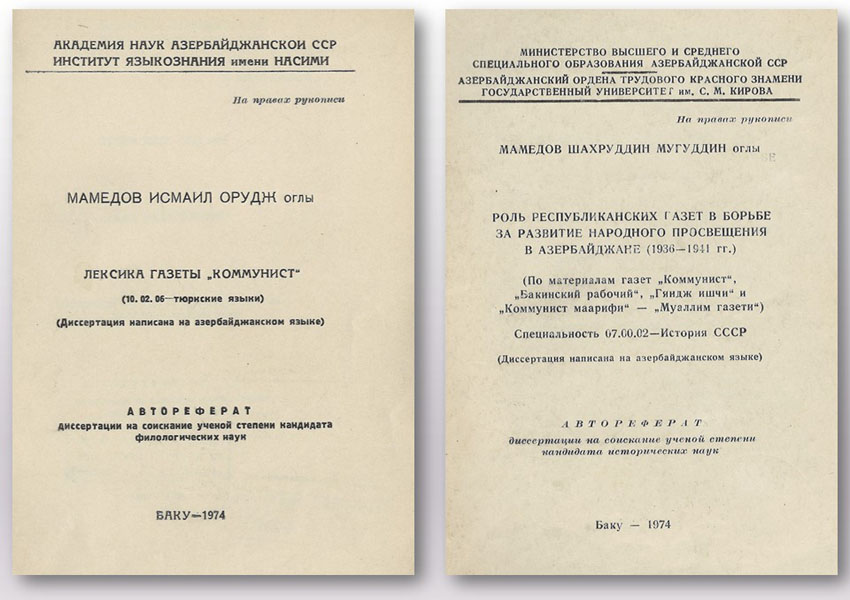 АКАДЕМИЯ НАУК АЗЕРБАЙДЖАНСКОЙ ССР
ИНСТИТУТ ЯЗЫКОЗНАНИЯ имени НАСИМИ
На правах рукописи
МАМЕДОВ ИСМАИЛ ОРУДЖ оглы
ЛЕКСИКА ГАЗЕТЫ „КОММУНИСТ“
(10. 02. 06—тюркские языки)
(Диссертация написана на азербайджанском языке)
АВТОРЕФЕРАТ
диссертации на соискание ученой степени кандидата
филологических наук
БАКУ—1974
МИНИСТЕРСТВО ВЫСШЕГО И СРЕДНЕГО
СПЕЦИАЛЬНОГО ОБРАЗОВАНИЯ АЗЕРБАЙДЖАНСКОЙ ССР
АЗЕРБАЙДЖАНСКИЙ ОРДЕНА ТРУДОВОГО КРАСНОГО ЗНАМЕНИ
ГОСУДАРСТВЕННЫЙ УНИВЕРСИТЕТ им. С. М. КИРОВА
На правах рукописи
МАМЕДОВ ШАХРУДДИН МУГУДДИН оглы
РОЛЬ РЕСПУБЛИКАНСКИХ ГАЗЕТ В БОРЬБЕ
ЗА РАЗВИТИЕ НАРОДНОГО ПРОСВЕЩЕНИЯ
В АЗЕРБАЙДЖАНЕ (1936—1941 гг.)
(По материалам газет „Коммунист“,
„Бакинский рабочий“, „Гяндж ишчи“ и
„Коммунист маарифи“ — „Муаллим газети“)
Специальность 07.00.02—История СССР
(Диссертация написана на азербайджанском языке)
АВТОРЕФЕРАТ
диссертации на соискание ученой степени
кандидата исторических наук
Баку — 1974